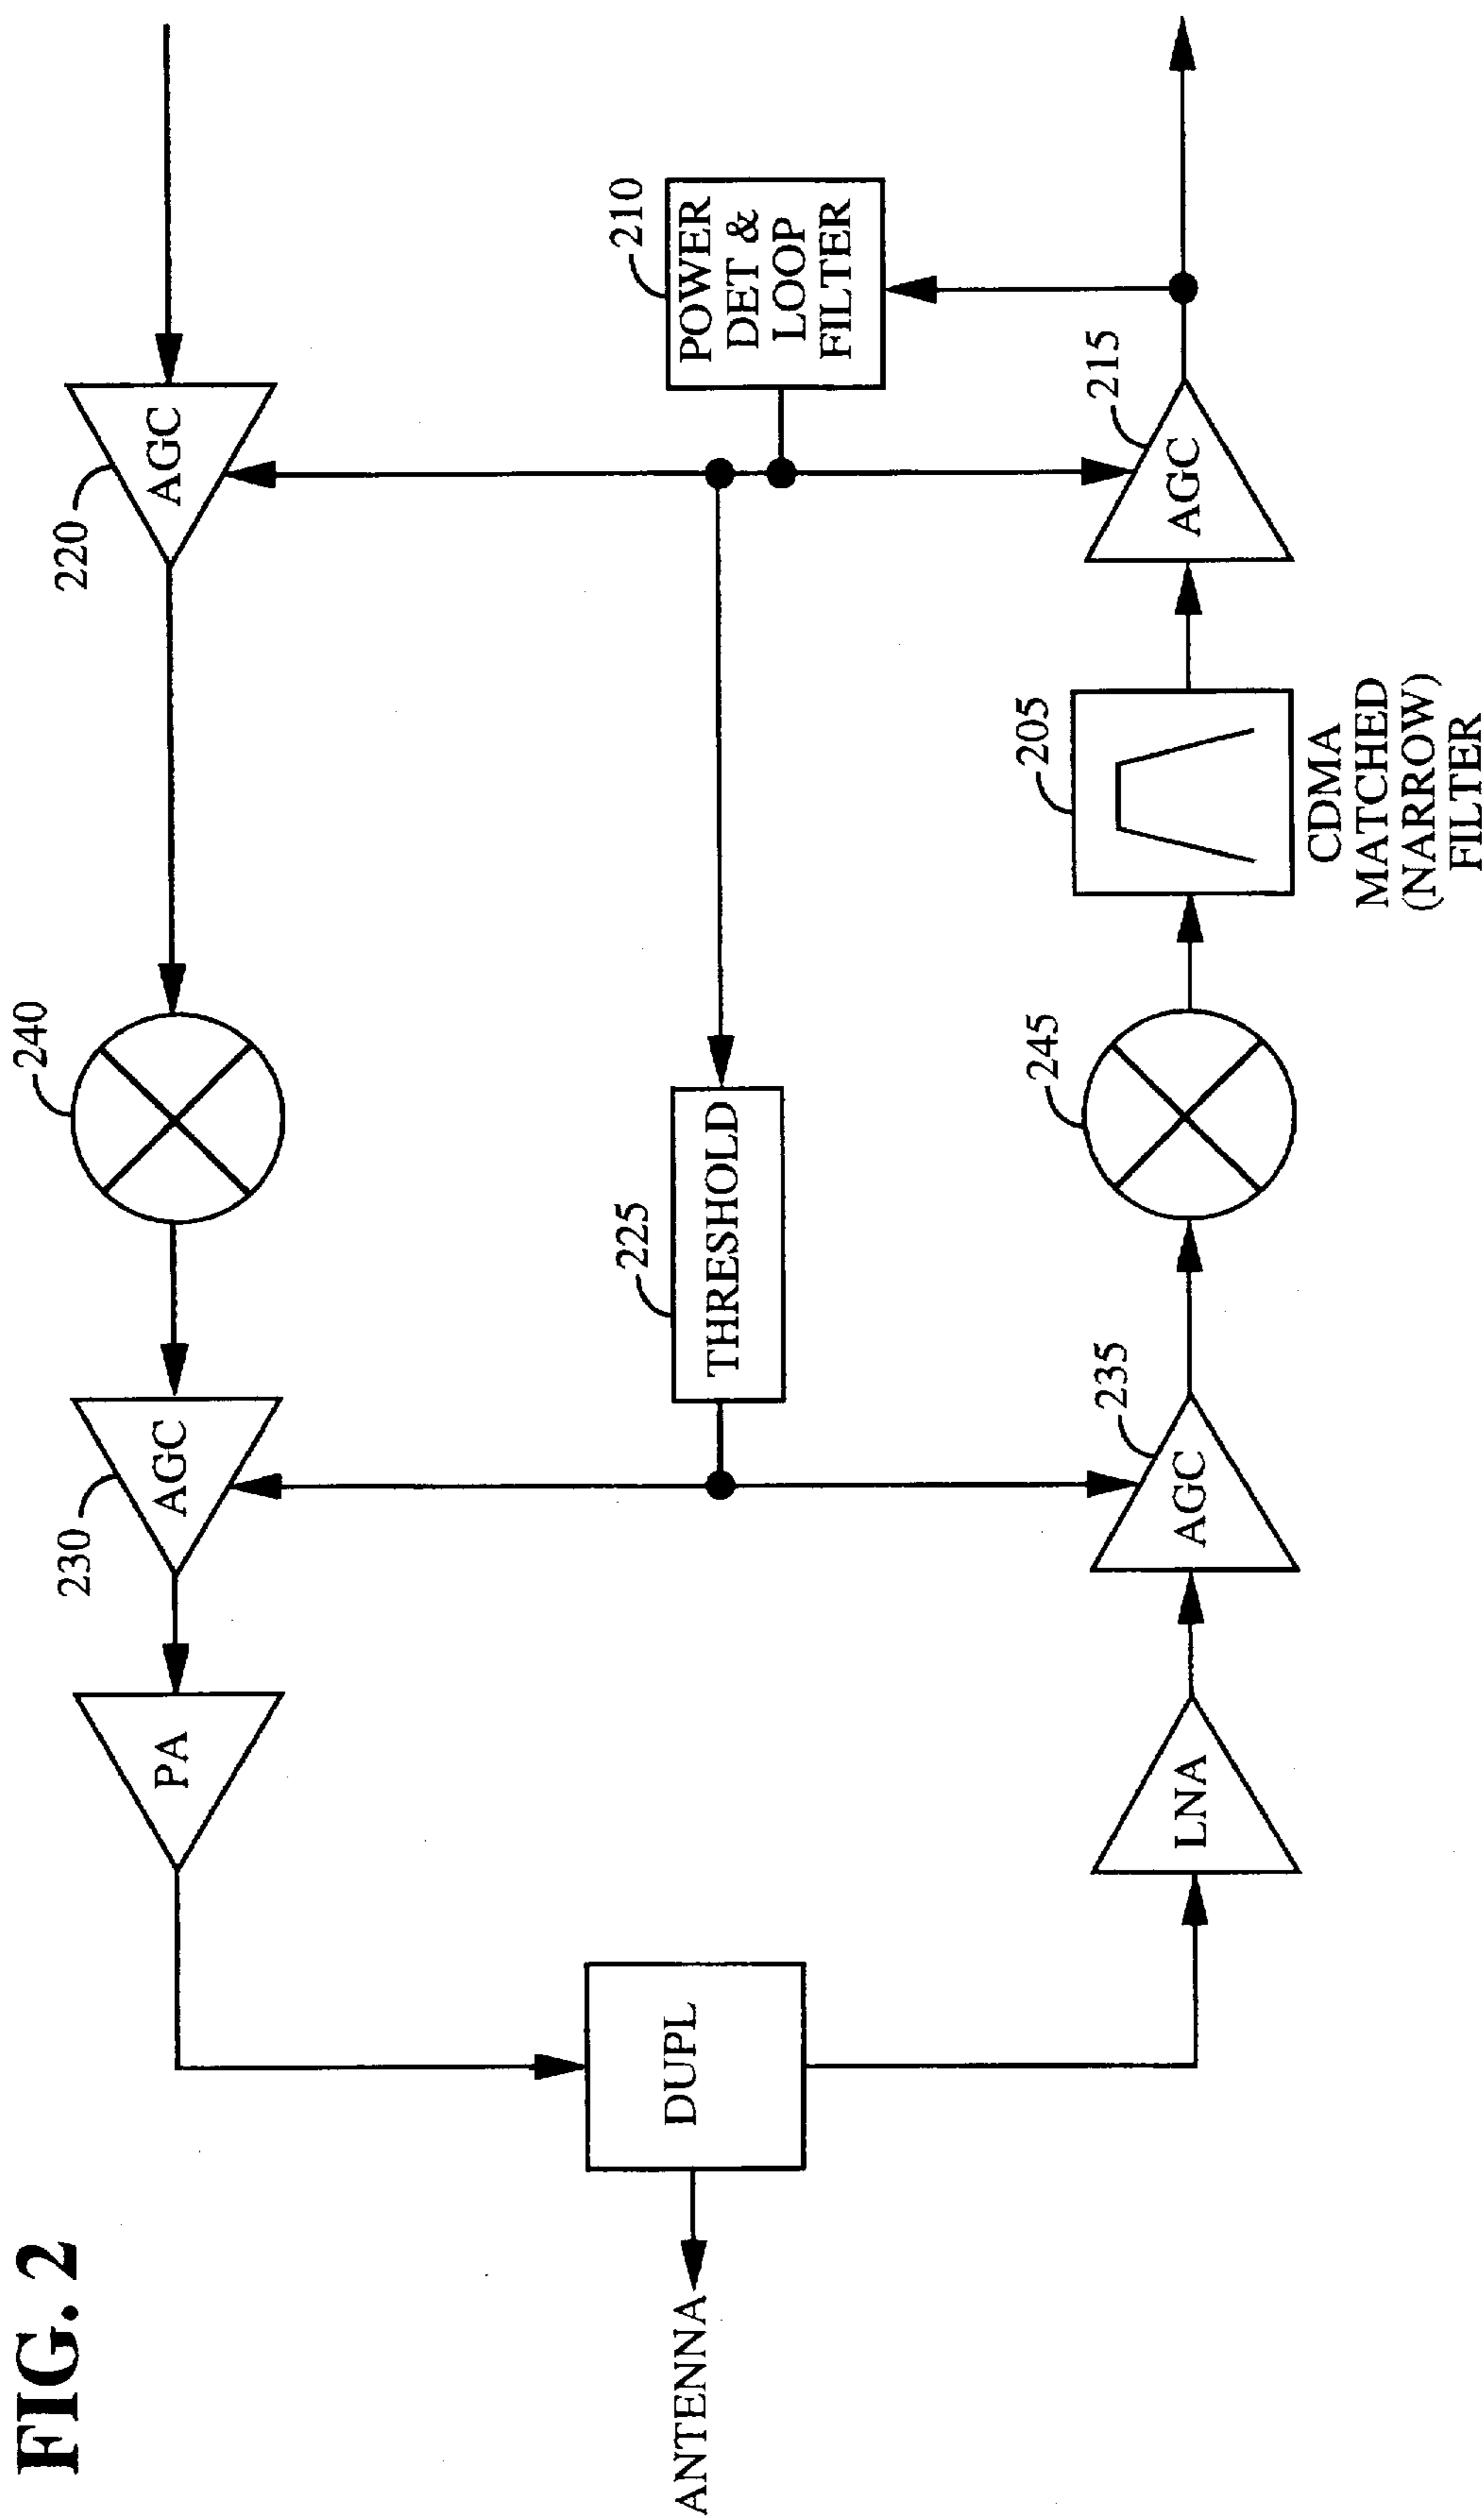 FIG. 2
220
AGC
240
230
AGC
PA
210
POWER
DET &
LOOP
FILTER
225
THRESHOLD
DUPL
ANTENNA
215
AGC
205
CDMA
MATCHED
(NARROW)
FILTER
245
235
AGC
LNA